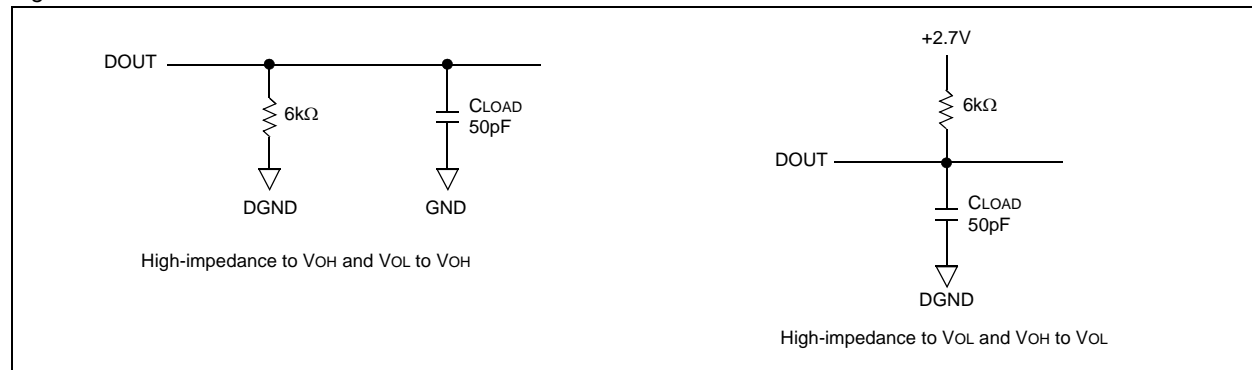 DOUT
6kΩ
CLOAD
50pF
DGND
GND
High-impedance to VOH and VOL to VOH
+2.7V
6kΩ
DOUT
CLOAD
50pF
DGND
High-impedance to VOL and VOH to VOL